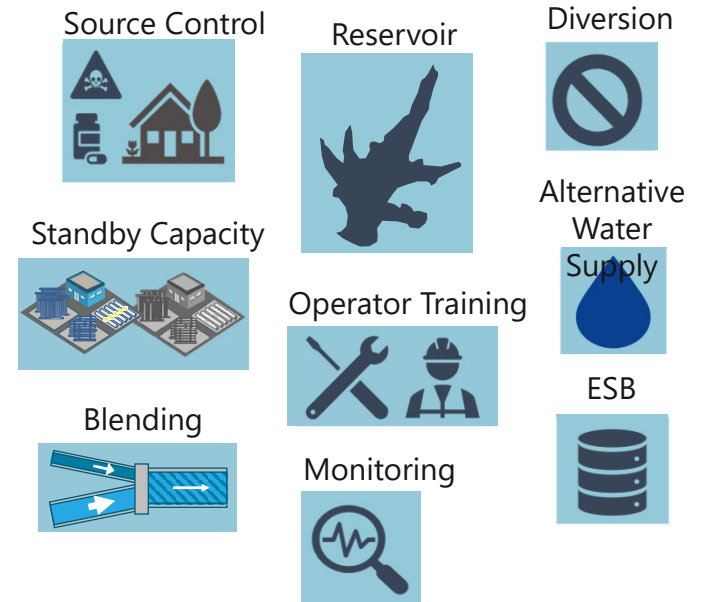 Source Control
Reservoir
Diversion
Standby Capacity
Alternative
Water
Supply
Operator Training
Blending
ESB
Monitoring